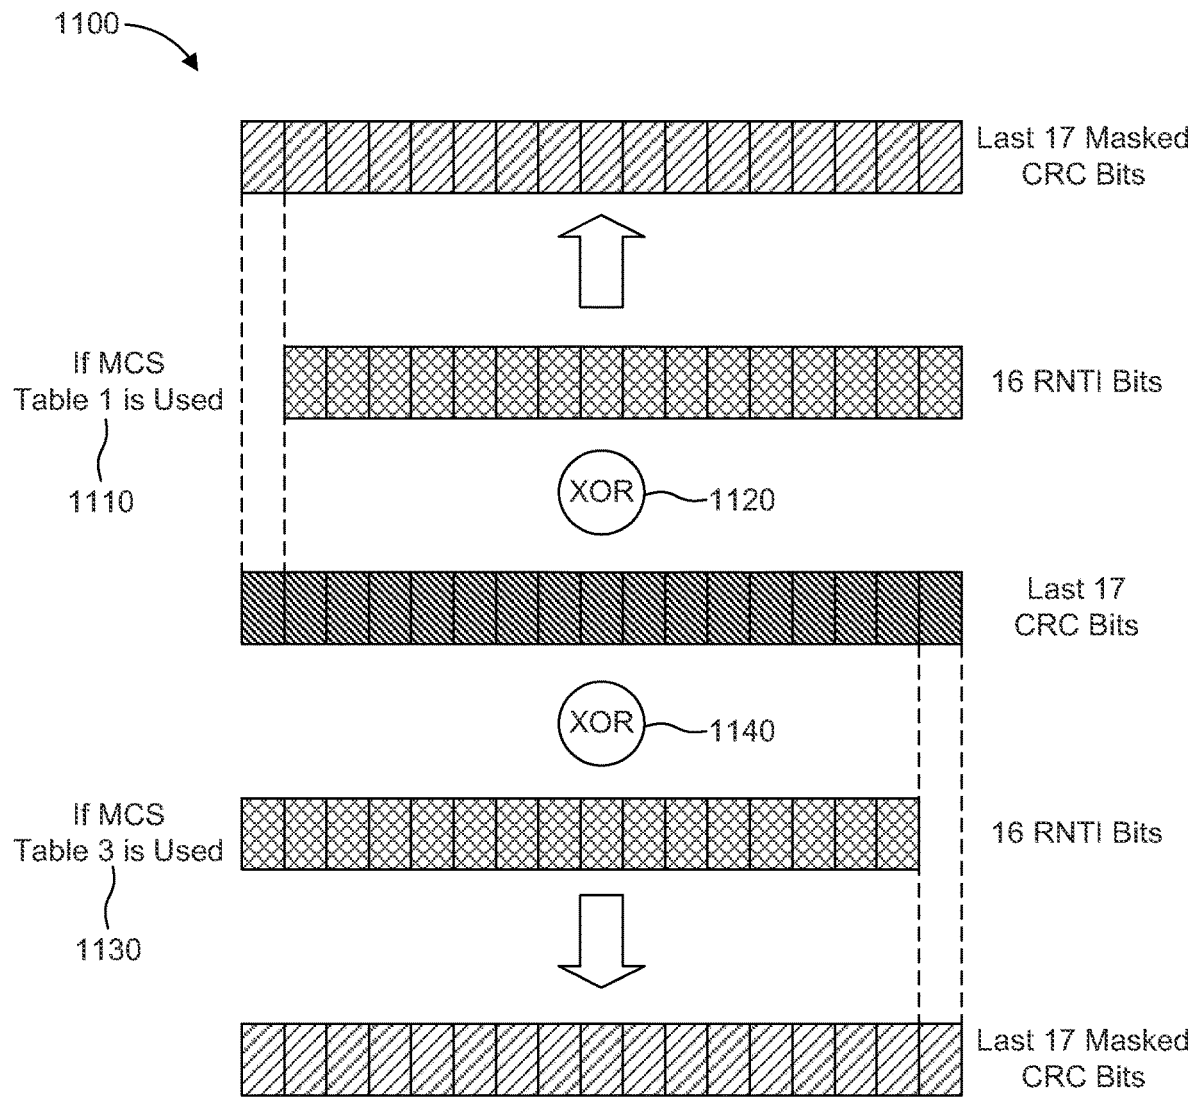 1100
Last 17 Masked
CRC Bits
If MCS
Table 1 is Used
1110
16 RNTI Bits
XOR
1120
Last 17
CRC Bits
XOR
1140
If MCS
Table 3 is Used
1130
16 RNTI Bits
Last 17 Masked
CRC Bits